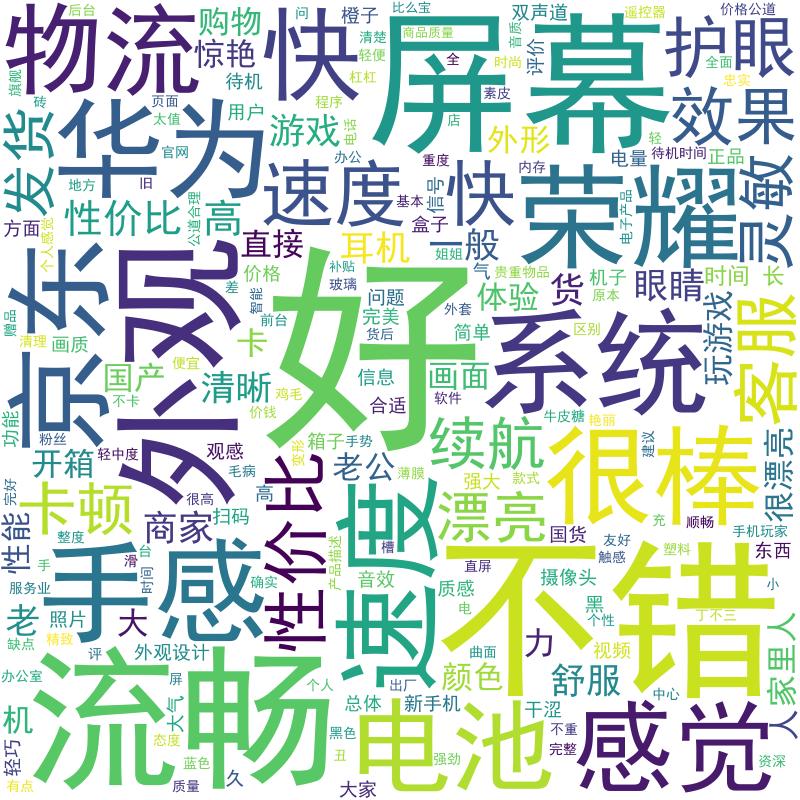 后台
购物
橙子
问
比么宝
双声道
遥控器
价格公道
物流
快
屏幕
护眼
旗舰
惊艳
清楚
商品质量
音质
评价
全
全面
待机
轻便
时尚
忠实
砖
页面
程序
杠杠
素皮
效果
发货
华为
太值
用户
游戏
电话
店
外形
轻
官网
办公
重度
内存
电量
待机时间
正品
地方
旧
速度
快
信号
荣耀
灵敏
方面
性价比
高
公道合理
基本
盒子
电子产品
个人感觉
直接
耳机
一般
姐姐
京东
外观
差
价格
补贴
气
贵重物品
货
机子
眼睛
时间
长
智能
玻璃
问题
外套
体验
原本
赠品
清理
画质
前台
好
完美
货后
简单
系统
区别
玩游戏
客服
卡
便宜
国产
清晰
信息
画面
功能
不卡
价钱
鸡毛
合适
软件
牛皮糖
艳丽
粉丝
轻中度
观感
箱子
手势
续航
很棒
建议
很漂亮
开箱
毛病
变形
老公
薄膜
强大
款式
完好
卡顿
很高
高
性价比
速度
漂亮
充
顺畅
手机玩家
性能
商家
扫码
槽
国货
友好
整度
滑
台
产品描述
直屏
触感
塑料
东西
手
手感
时间
确实
音效
质感
摄像头
不错
小
服务业
电
黑
个性
丁不三
老
照片
大
力
缺点
精致
评
外观设计
曲面
视频
家里人
办公室
流畅
屏
个人
出厂
颜色
舒服
中心
人
机
大气
总体
新手机
干涩
感觉
轻巧
态度
黑色
电池
不重
蓝色
丑
强劲
完整
资深
有点
质量
久
大家